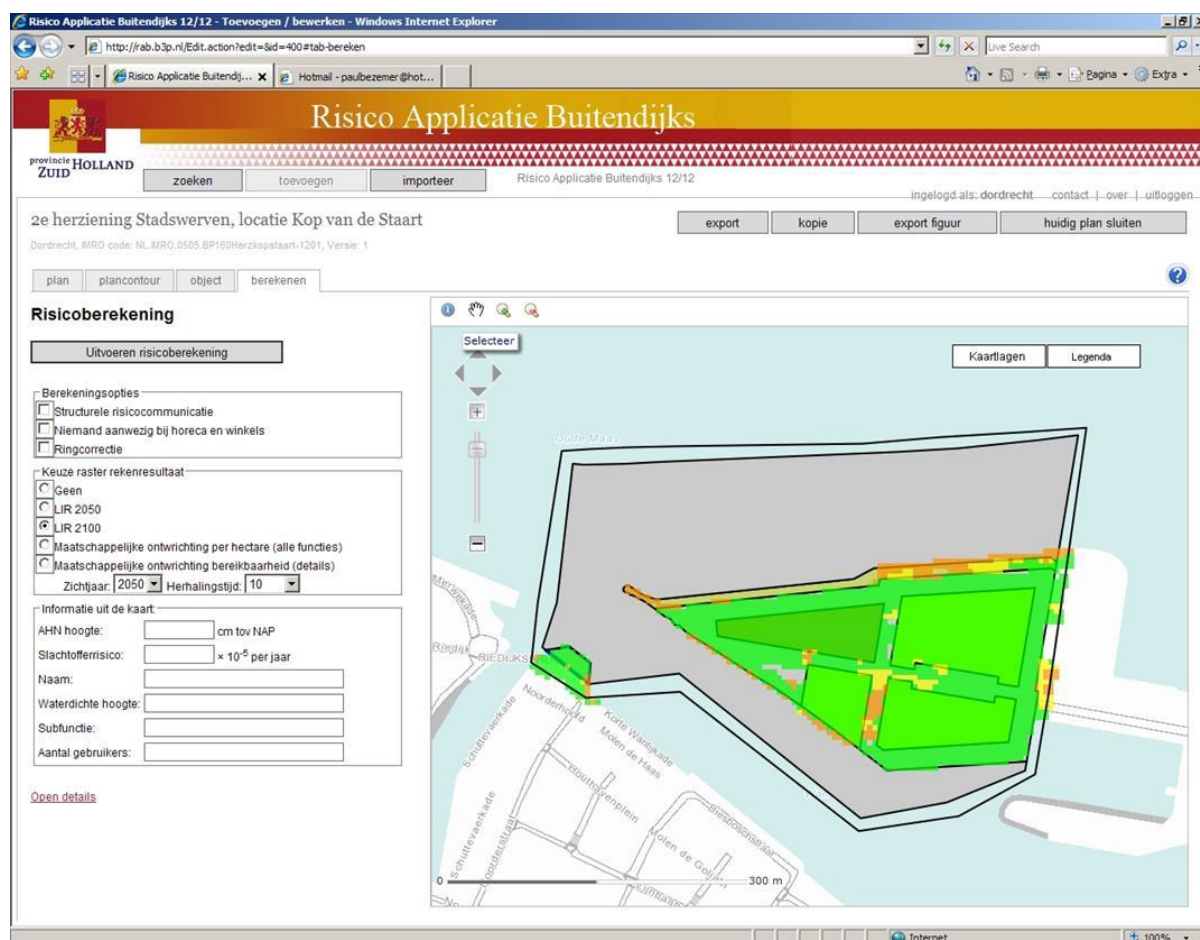 Risico Applicatie Buitendijks 12/12 - Toevoegen / bewerken - Windows Internet Explorer
http://rab.b3p.nl/Edit.action?edit=&id=400#tab-bereken
Live Search
Risico Applicatie Buitendij...
Hotmail - paulbezemer@hot...
Pagina
Extra
Risico Applicatie Buitendijks
provincie HOLLAND
ZUID
zoeken
toevoegen
importeer
Risico Applicatie Buitendijks 12/12
ingelogd als: dordrecht
contact | over | uitloggen
2e herziening Stadswerven, locatie Kop van de Staart
export
kopie
export figuur
huidig plan sluiten
Dordrecht, IMRO code: NL.IMRO.0505.BP160Herzkopstaart-1201, Versie: 1
plan
plancontour
object
berekenen
?
Risicoberekening
Selecteer
Uitvoeren risicoberekening
Kaartlagen
Legenda
Berekeningsopties
Structurele risicocommunicatie
Niemand aanwezig bij horeca en winkels
Ringcorrectie
Keuze raster rekenresultaat
Geen
LIR 2050
LIR 2100
Maatschappelijke ontwrichting per hectare (alle functies)
Maatschappelijke ontwrichting bereikbaarheid (details)
Zichtjaar: 2050 Herhalingstijd: 10
Informatie uit de kaart:
AHN hoogte: cm tov NAP
Slachtofferrisico: × 10-5 per jaar
Naam:
Waterdichte hoogte:
Subfunctie:
Aantal gebruikers:
Open details
Oude Maas
Merwekade
Riedijk
Noorderhoofd
Korte Wantijkade
Molen de Haas
Schuttevaerkade
Houthavenplein
Biesboschstraat
Noorderstraat
Schuttevaerkade
0
300 m
Internet
100%